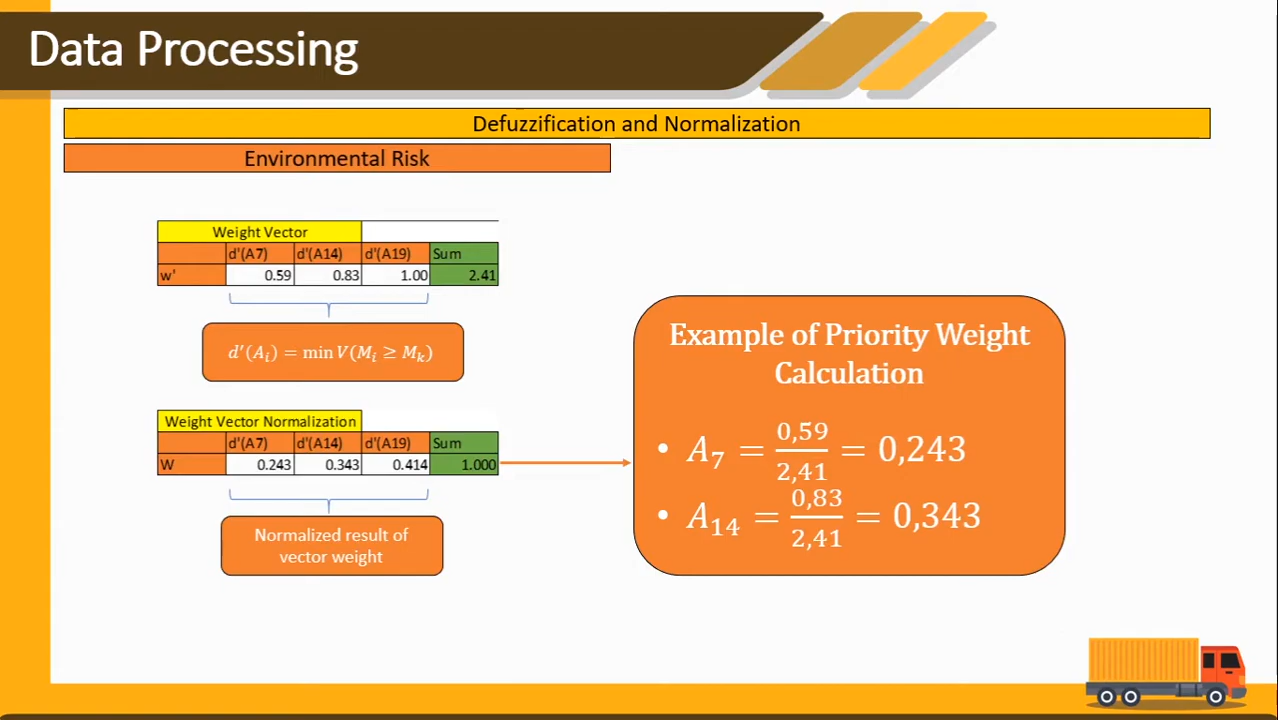 Data Processing
Defuzzification and Normalization
Environmental Risk
Weight Vector
d'(A7) d'(A14) d'(A19) Sum
w' 0.59 0.83 1.00 2.41
d′(Aᵢ) = min V(Mᵢ ≥ Mₖ)
Weight Vector Normalization
d'(A7) d'(A14) d'(A19) Sum
W 0.243 0.343 0.414 1.000
Normalized result of
vector weight
Example of Priority Weight
Calculation
• A₇ = 0,59/2,41 = 0,243
• A₁₄ = 0,83/2,41 = 0,343